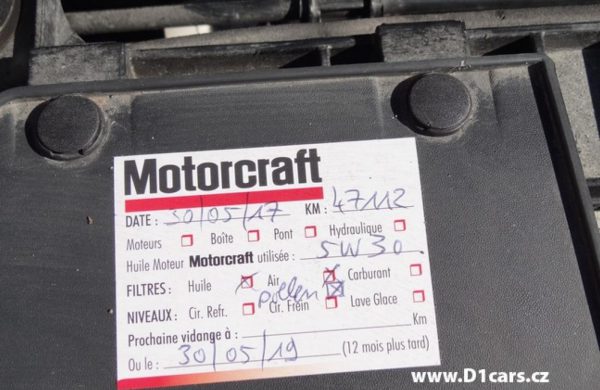 Motorcraft
DATE : 30/05/17 KM : 47112
Moteurs Boîte Pont Hydraulique
Huile Moteur Motorcraft utilisée : 5W30
FILTRES : Huile Air Carburant
pollen
NIVEAUX : Cir. Refr. Cir. Frein Lave Glace
Prochaine vidange à : Km
Ou le : 30/05/19 (12 mois plus tard)
www.D1cars.cz